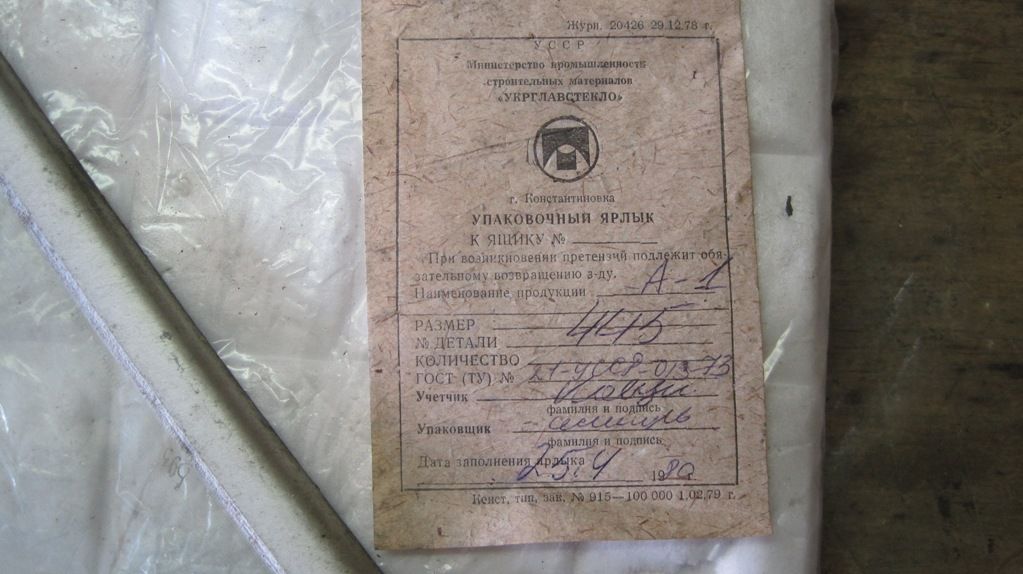 Журн. 20426 29.12.78 г.
УССР
Министерство промышленности
строительных материалов
«УКРГЛАВСТЕКЛО»
г. Константиновка
УПАКОВОЧНЫЙ ЯРЛЫК
К ЯЩИКУ №
При возникновении претензий подлежит обя-
зательному возвращению з-ду.
Наименование продукции А-1
РАЗМЕР
№ ДЕТАЛИ 445
КОЛИЧЕСТВО
ГОСТ (ТУ) № 21-УССР-013-73
Учетчик
фамилия и подпись
Упаковщик
фамилия и подпись
Дата заполнения ярлыка 25.4 1980 г
Конст. тип. зак. № 915—100 000 1.02.79 г.